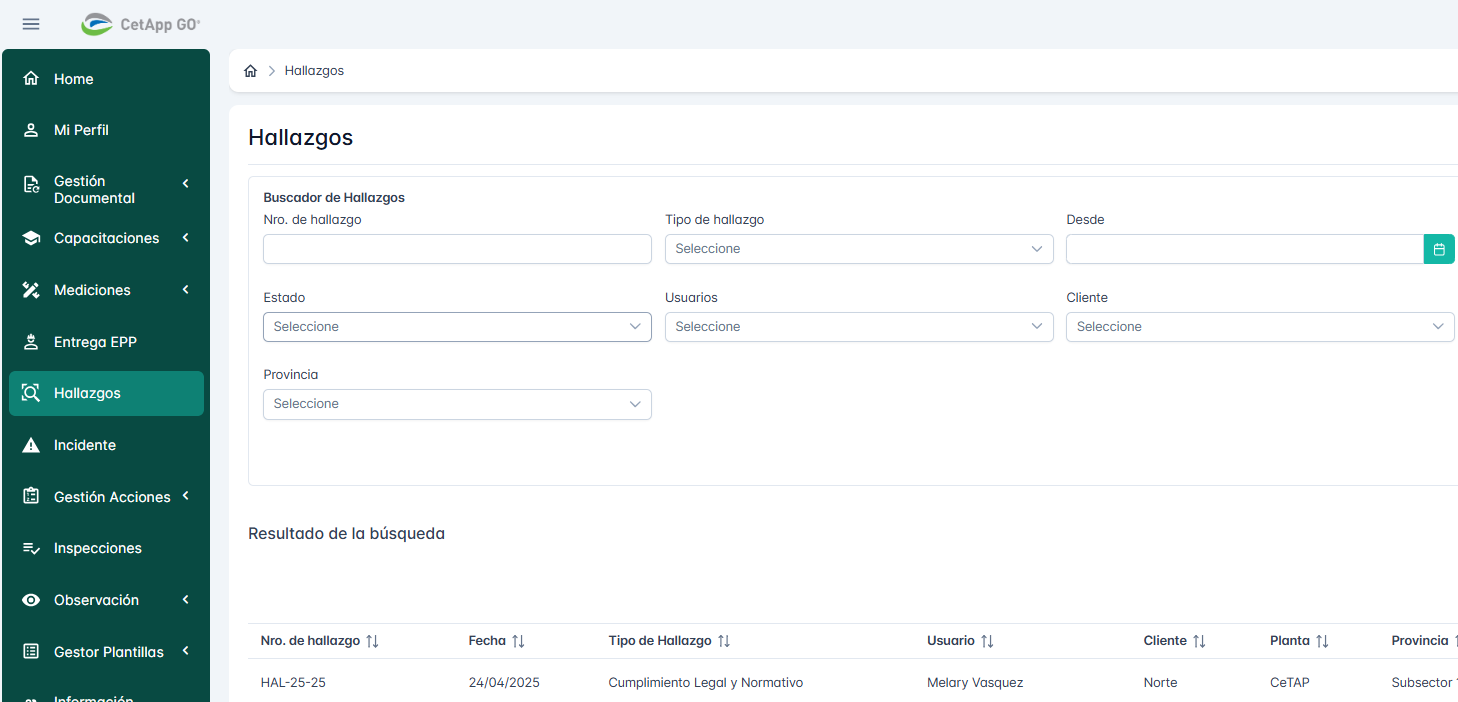 CetApp GO®
Home
Mi Perfil
Gestión
Documental
Capacitaciones
Mediciones
Entrega EPP
Hallazgos
Incidente
Gestión Acciones
Inspecciones
Observación
Gestor Plantillas
Información
Hallazgos
Hallazgos
Buscador de Hallazgos
Nro. de hallazgo Tipo de hallazgo Desde
Seleccione
Estado Usuarios Cliente
Seleccione Seleccione Seleccione
Provincia
Seleccione
Resultado de la búsqueda
Nro. de hallazgo Fecha Tipo de Hallazgo Usuario Cliente Planta Provincia
HAL-25-25 24/04/2025 Cumplimiento Legal y Normativo Melary Vasquez Norte CeTAP Subsector